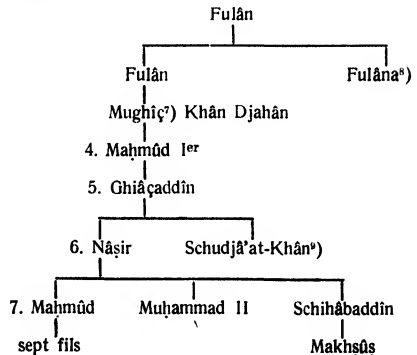 Fulân
Fulân Fulâna⁸)
Mughîç⁷) Khân Djahân
4. Maḥmûd Iᵉʳ
5. Ghiâçaddîn
6. Nâṣir Schudjâ'at-Khân⁹)
7. Maḥmûd Muḥammad II Schihâbaddîn
sept fils Makhṣûṣ